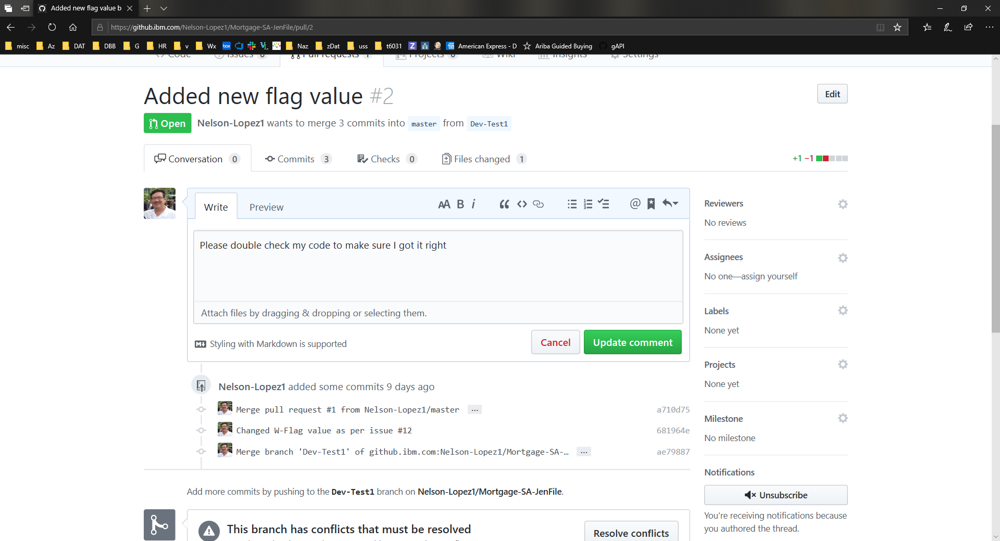 Added new flag value b
https://github.ibm.com/Nelson-Lopez1/Mortgage-SA-JenFile/pull/2
misc Az DAT DBB G HR v Wx box Naz zDat uss t6031 Z American Express - D Ariba Guided Buying gAPI
Code Issues 0 Pull requests 1 Projects 0 Wiki Insights Settings
Added new flag value #2
Edit
Open Nelson-Lopez1 wants to merge 3 commits into master from Dev-Test1
Conversation 0 Commits 3 Checks 0 Files changed 1 +1 −1
Write Preview
Please double check my code to make sure I got it right
Attach files by dragging & dropping or selecting them.
Styling with Markdown is supported
Cancel Update comment
Nelson-Lopez1 added some commits 9 days ago
Merge pull request #1 from Nelson-Lopez1/master ... a710d75
Changed W-Flag value as per issue #12 681964e
Merge branch 'Dev-Test1' of github.ibm.com:Nelson-Lopez1/Mortgage-SA-… ... ae79887
Add more commits by pushing to the Dev-Test1 branch on Nelson-Lopez1/Mortgage-SA-JenFile.
This branch has conflicts that must be resolved
Resolve conflicts
Reviewers
No reviews
Assignees
No one—assign yourself
Labels
None yet
Projects
None yet
Milestone
No milestone
Notifications
Unsubscribe
You're receiving notifications because
you authored the thread.